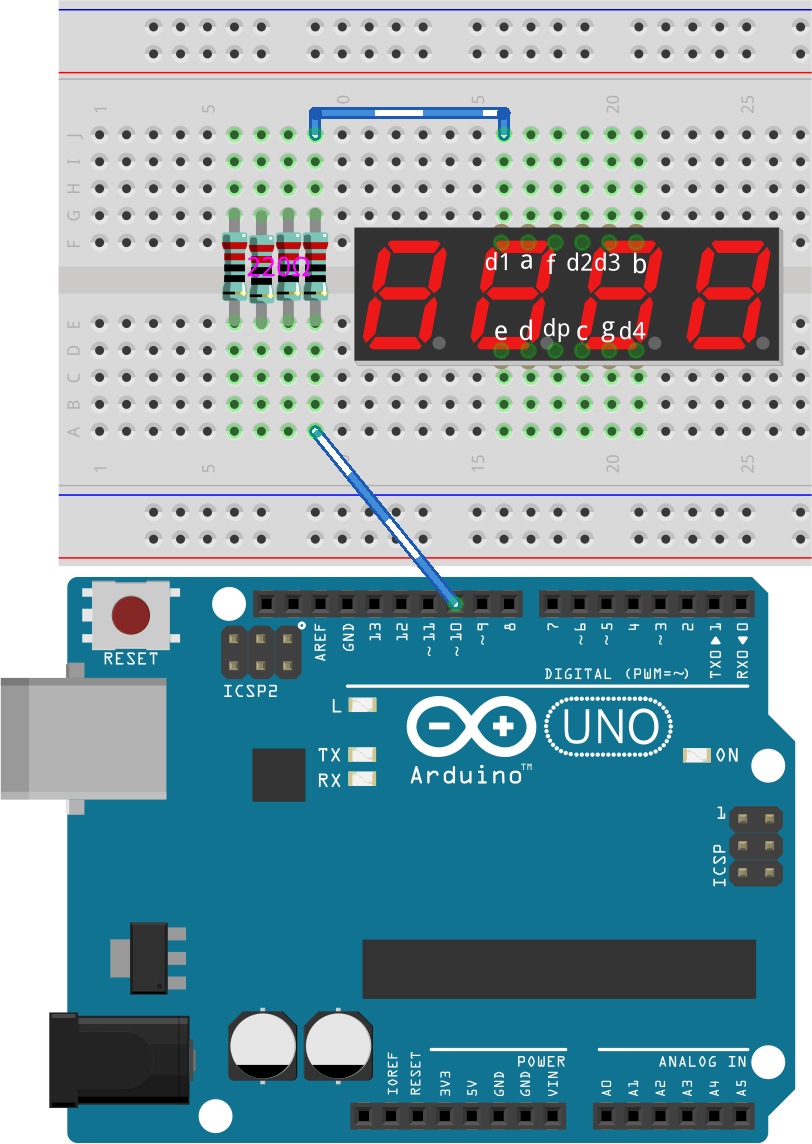 1 5 10 15 20 25
J
I
H
G
F
220Ω
d1 a f d2 d3 b
e d dp c g d4
E
D
C
B
A
1 5 15 20 25
RESET
ICSP2
AREF
GND
13
12
~11
~10
~9
8
7
~6
~5
4
~3
2
TX0▶1
RX0◀0
DIGITAL (PWM=~)
L
TX
RX
UNO
Arduino™
ON
1
ICSP
IOREF
RESET
3V3
5V
GND
GND
VIN
POWER
A0
A1
A2
A3
A4
A5
ANALOG IN